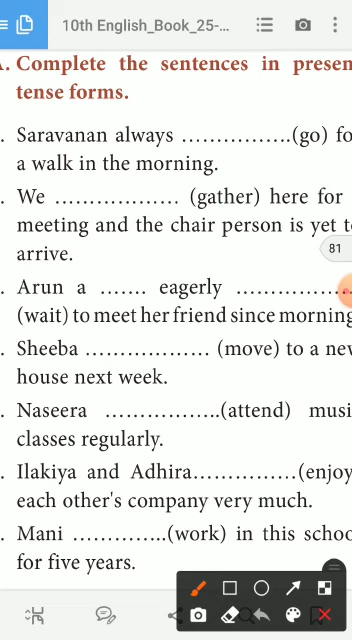 10th English_Book_25-...
A. Complete the sentences in presen
tense forms.
. Saravanan always ................(go) fo
a walk in the morning.
. We .................. (gather) here for
meeting and the chair person is yet t
arrive.
81
. Arun a ....... eagerly .................
(wait) to meet her friend since morning
. Sheeba .................. (move) to a new
house next week.
. Naseera .................(attend) musi
classes regularly.
. Ilakiya and Adhira...............(enjoy
each other's company very much.
. Mani ..............(work) in this schoo
for five years.